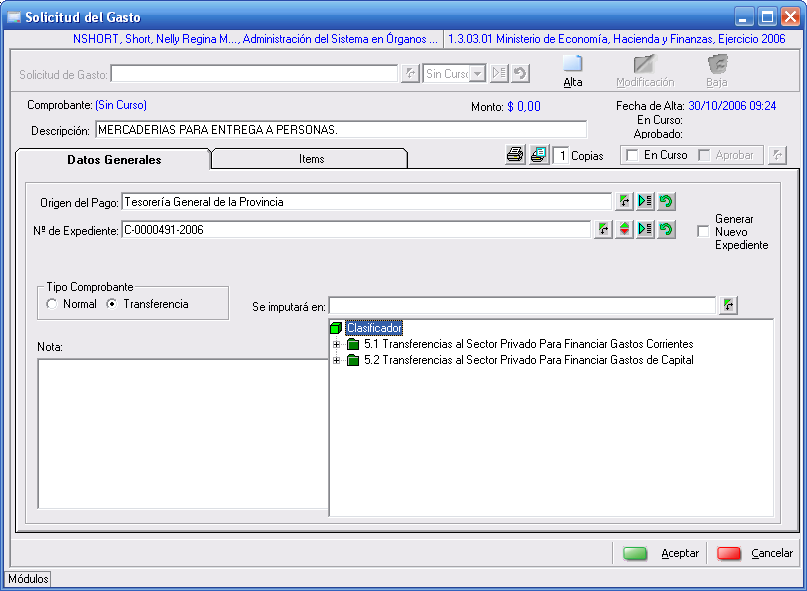 Solicitud del Gasto
NSHORT, Short, Nelly Regina M..., Administración del Sistema en Órganos ... 1.3.03.01 Ministerio de Economía, Hacienda y Finanzas, Ejercicio 2006
Solicitud de Gasto: Sin Curso
Alta Modificación Baja
Comprobante: (Sin Curso) Monto: $ 0,00 Fecha de Alta: 30/10/2006 09:24
En Curso:
Aprobado:
Descripción: MERCADERIAS PARA ENTREGA A PERSONAS.
1 Copias En Curso Aprobar
Datos Generales Items
Origen del Pago: Tesorería General de la Provincia
Nº de Expediente: C-0000491-2006
Generar
Nuevo
Expediente
Tipo Comprobante
Normal Transferencia
Se imputará en:
Clasificador
5.1 Transferencias al Sector Privado Para Financiar Gastos Corrientes
5.2 Transferencias al Sector Privado Para Financiar Gastos de Capital
Nota:
Aceptar Cancelar
Módulos